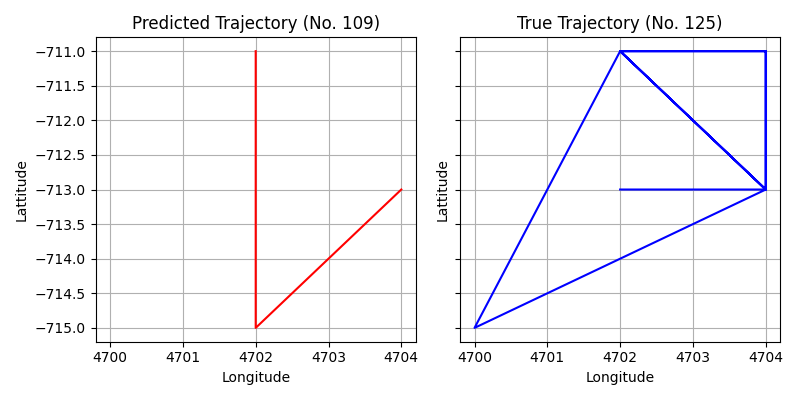 Predicted Trajectory (No. 109)
Lattitude
−711.0
−711.5
−712.0
−712.5
−713.0
−713.5
−714.0
−714.5
−715.0
4700 4701 4702 4703 4704
Longitude
True Trajectory (No. 125)
Lattitude
4700 4701 4702 4703 4704
Longitude